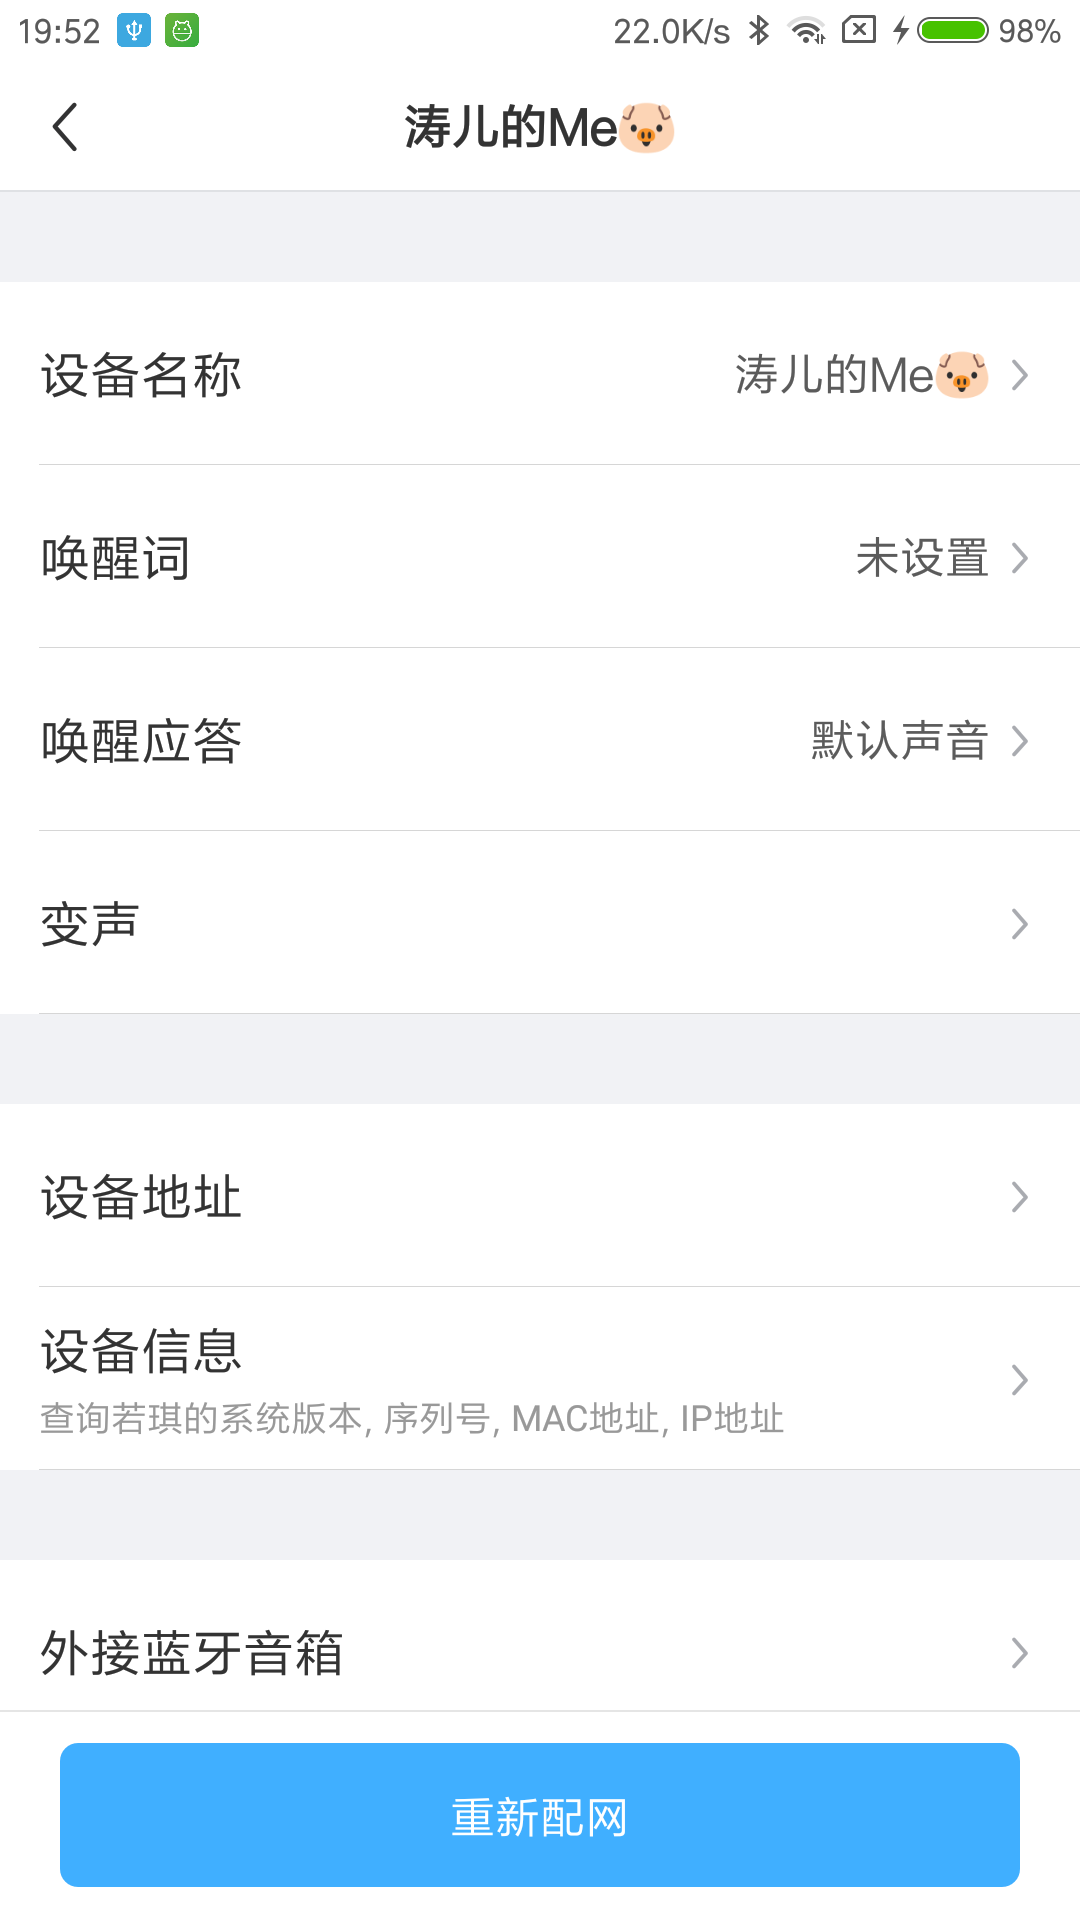 19:52 22.0K/s 98%
涛儿的Me🐷
设备名称 涛儿的Me🐷
唤醒词 未设置
唤醒应答 默认声音
变声
设备地址
设备信息
查询若琪的系统版本, 序列号, MAC地址, IP地址
外接蓝牙音箱
重新配网